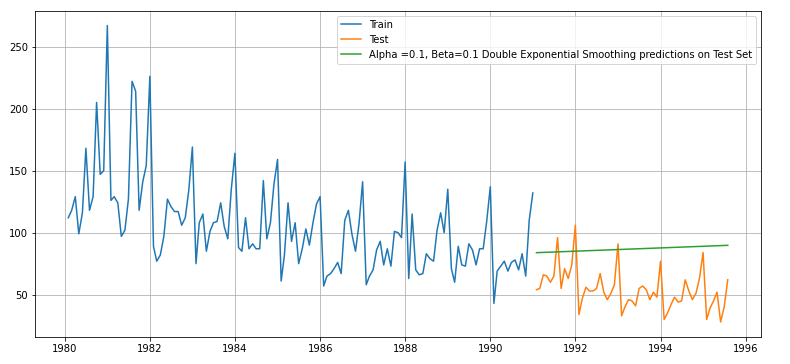 Train
Test
Alpha =0.1, Beta=0.1 Double Exponential Smoothing predictions on Test Set
250
200
150
100
50
1980 1982 1984 1986 1988 1990 1992 1994 1996